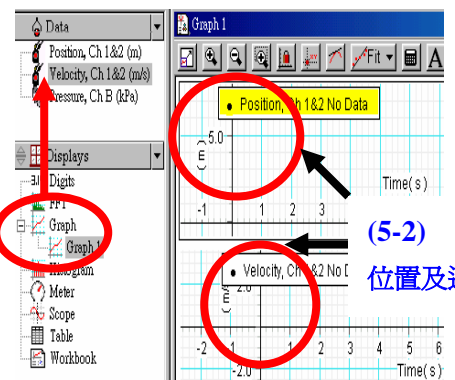 Data
Position, Ch 1&2 (m)
Velocity, Ch 1&2 (m/s)
Pressure, Ch B (kPa)
Displays
Digits
FFT
Graph
Graph 1
Histogram
Meter
Scope
Table
Workbook
Graph 1
Fit
A
Position, Ch 1&2 No Data
5.0
(m)
Time(s)
-1 1 2 3
(5-2)
位置及
Velocity, Ch 1&2 No
2.0
-2 -1 1 2 3 4 5 6
-2.0
Time(s)